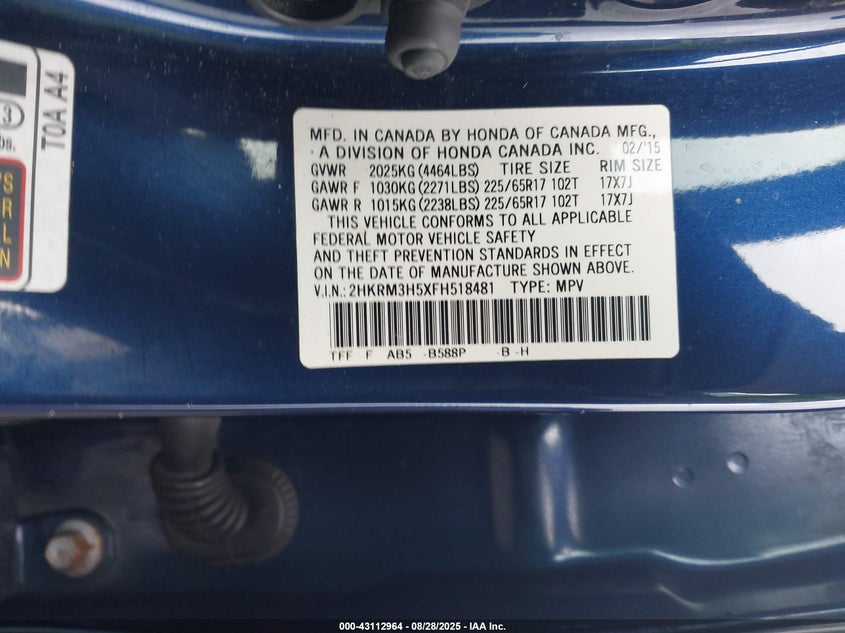 3
lbs.
T0A A4
'S
R
L
N
MFD. IN CANADA BY HONDA OF CANADA MFG.,
A DIVISION OF HONDA CANADA INC. 02/'15
GVWR 2025KG (4464LBS) TIRE SIZE RIM SIZE
GAWR F 1030KG (2271LBS) 225/65R17 102T 17X7J
GAWR R 1015KG (2238LBS) 225/65R17 102T 17X7J
THIS VEHICLE CONFORMS TO ALL APPLICABLE
FEDERAL MOTOR VEHICLE SAFETY
AND THEFT PREVENTION STANDARDS IN EFFECT
ON THE DATE OF MANUFACTURE SHOWN ABOVE.
V.I.N.: 2HKRM3H5XFH518481 TYPE: MPV
TFF F AB5 -B588P -B -H
000-43112964 | 08/28/2025 - IAA Inc.